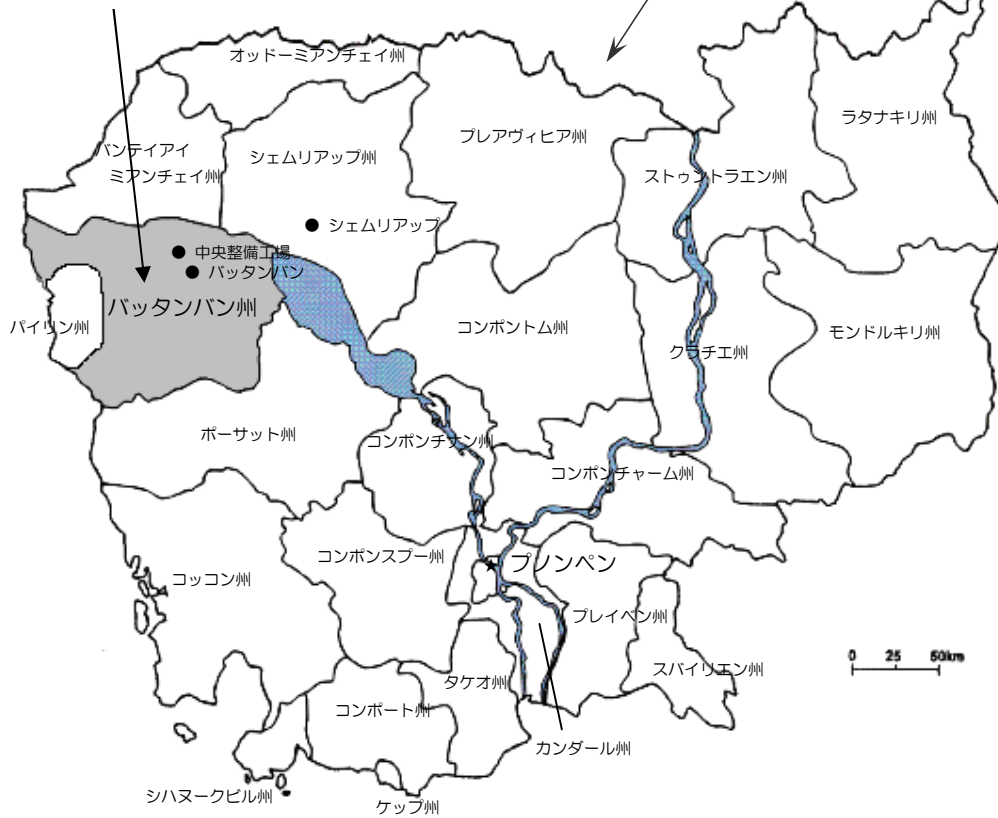 オッドーミアンチェイ州
ラタナキリ州
プレアヴィヒア州
バンテイアイ
ミアンチェイ州
シェムリアップ州
ストゥントラエン州
シェムリアップ
中央整備工場
バッタンバン
バッタンバン州
パイリン州
コンポントム州
モンドルキリ州
クラチエ州
ポーサット州
コンポンチナン州
コンポンチャーム州
コンポンスプー州
プノンペン
コッコン州
プレイベン州
スバイリエン州
0 25 50km
タケオ州
コンポート州
カンダール州
シハヌークビル州
ケップ州